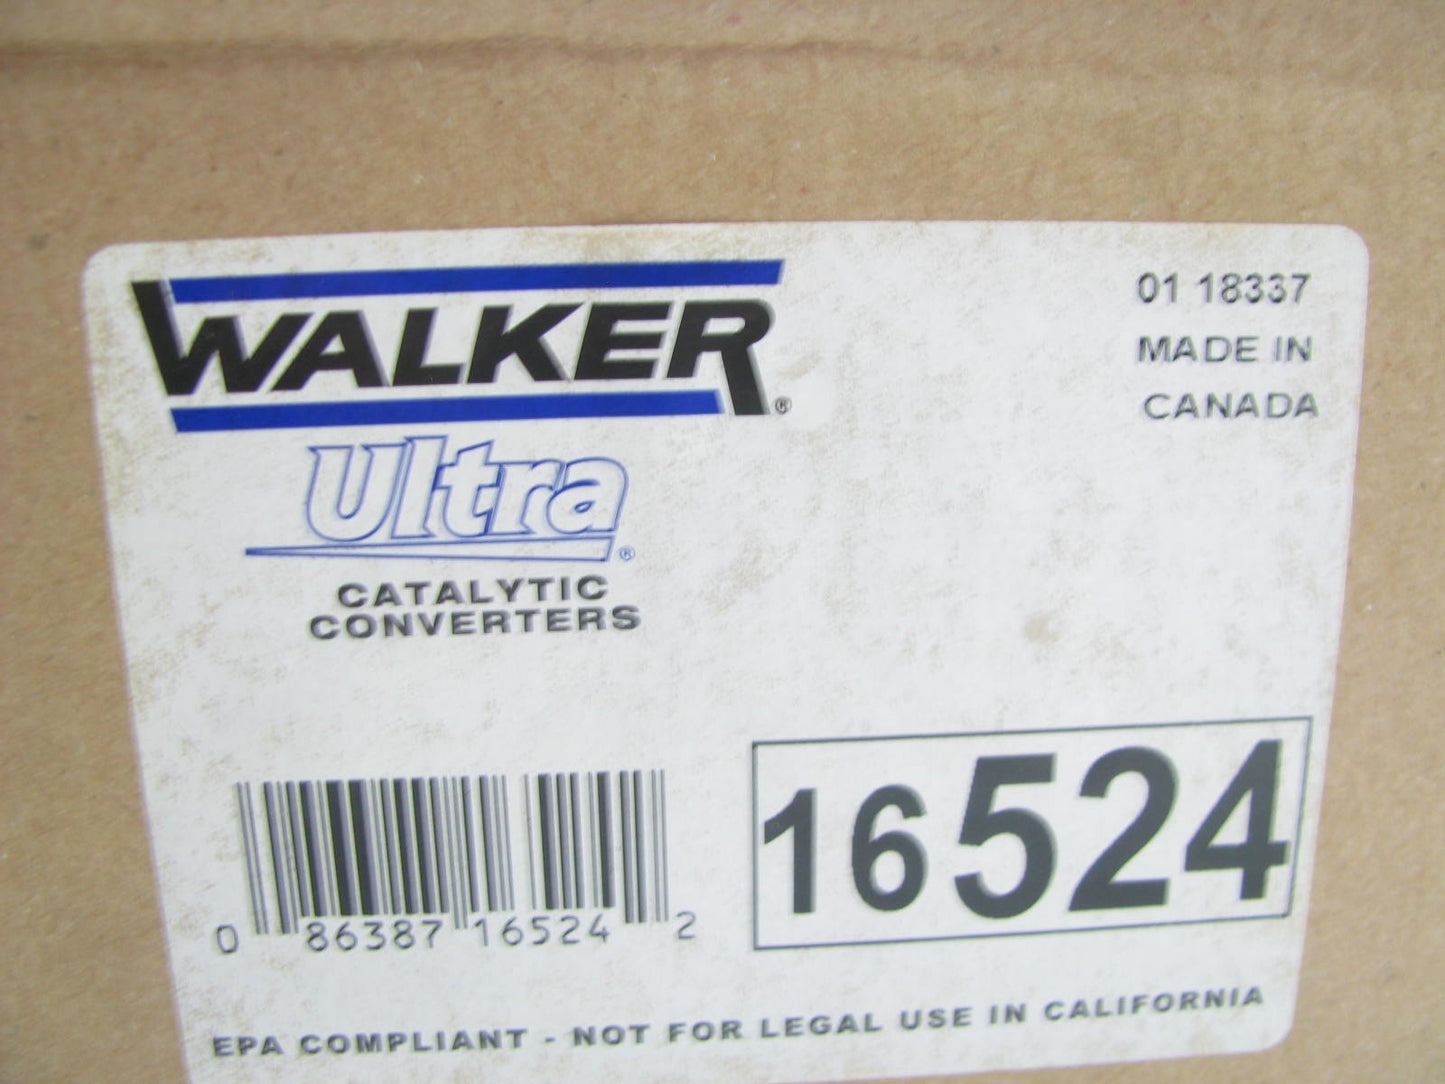 WALKER®
Ultra®
CATALYTIC
CONVERTERS
01 18337
MADE IN
CANADA
16524
0 86387 16524 2
EPA COMPLIANT - NOT FOR LEGAL USE IN CALIFORNIA